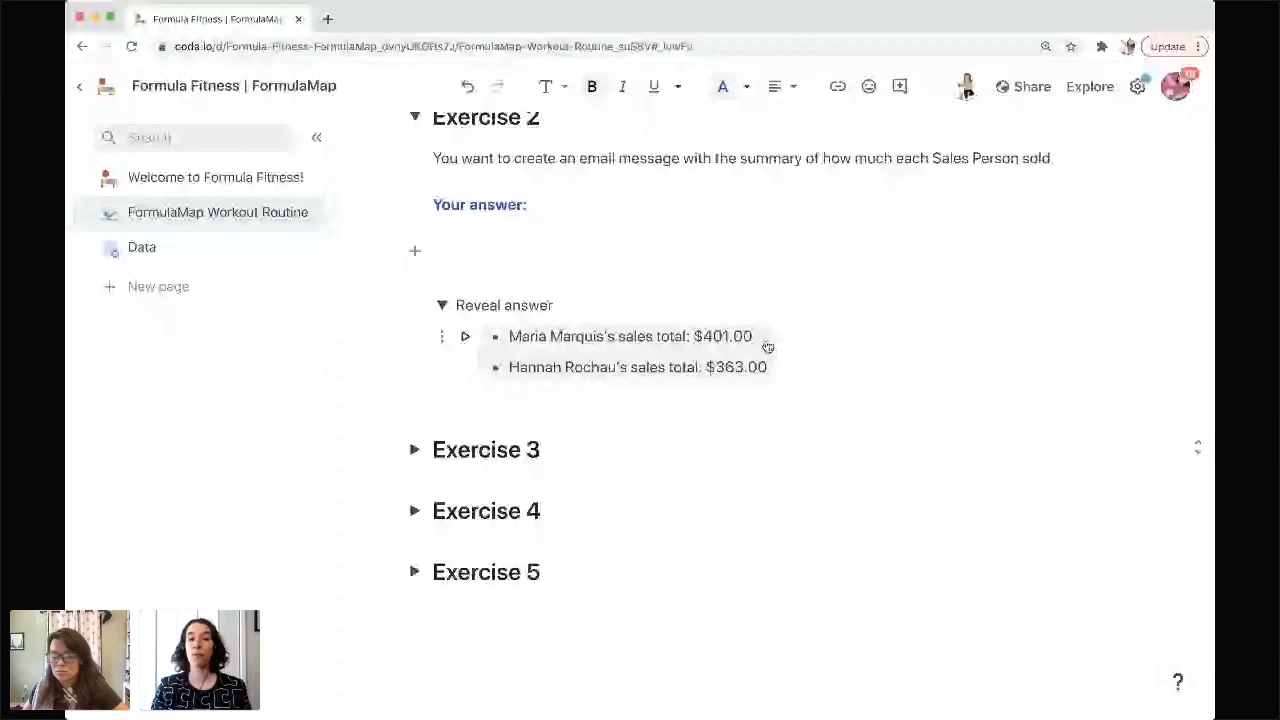 Formula Fitness | FormulaMap
Update
Formula Fitness | FormulaMap
T
B
I
U
A
Share
Explore
Search
Welcome to Formula Fitness!
FormulaMap Workout Routine
Data
New page
Exercise 2
You want to create an email message with the summary of how much each Sales Person sold.
Your answer:
Reveal answer
Maria Marquis's sales total: $401.00
Hannah Rochau's sales total: $363.00
Exercise 3
Exercise 4
Exercise 5
?